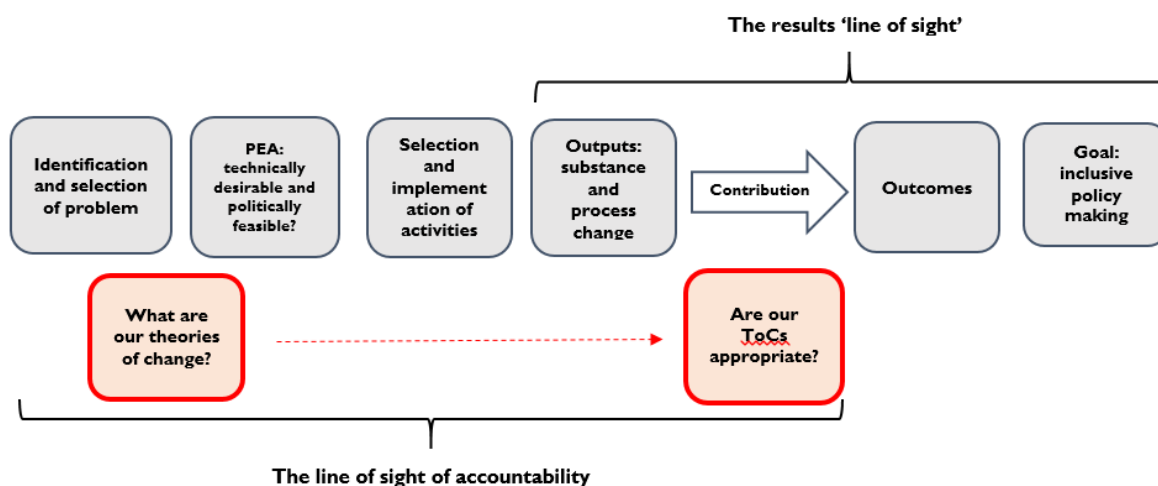 The results ‘line of sight’
Identification
and selection
of problem
PEA:
technically
desirable and
politically
feasible?
Selection
and
implement
ation of
activities
Outputs:
substance
and
process
change
Contribution
Outcomes
Goal:
inclusive
policy
making
What are
our theories
of change?
Are our
ToCs
appropriate?
The line of sight of accountability